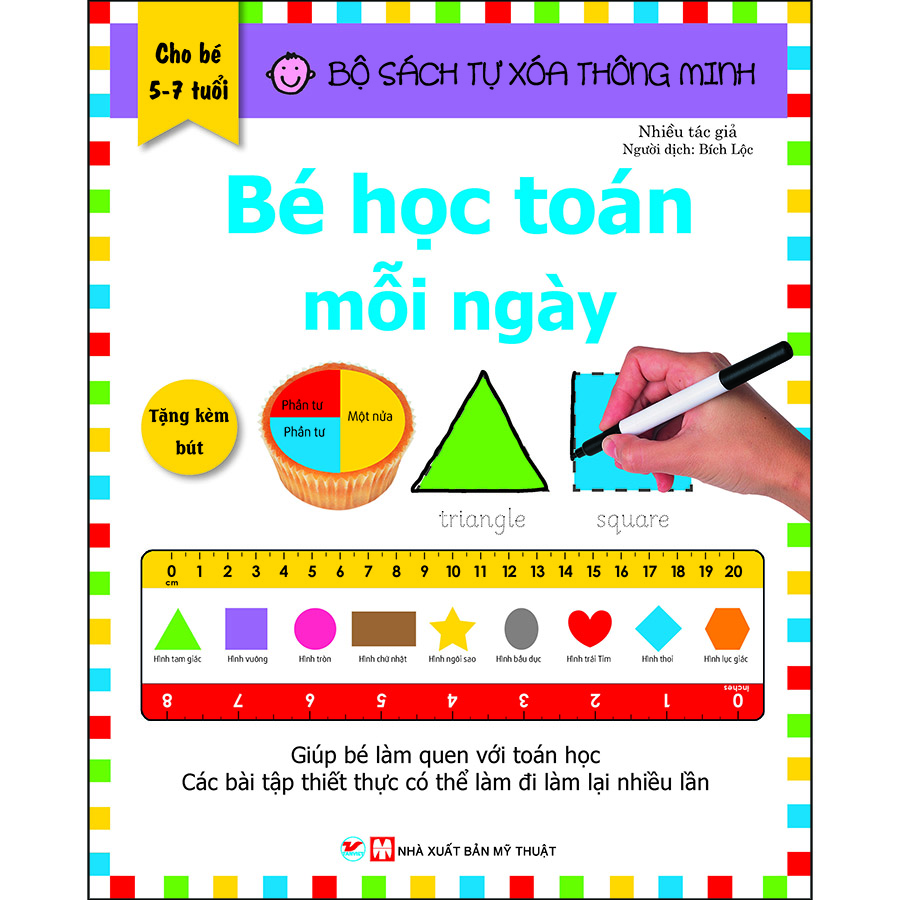 Cho bé
5-7 tuổi
BỘ SÁCH TỰ XÓA THÔNG MINH
Nhiều tác giả
Người dịch: Bích Lộc
Bé học toán
mỗi ngày
Tặng kèm
bút
Phần tư
Phần tư
Một nửa
triangle
square
0 1 2 3 4 5 6 7 8 9 10 11 12 13 14 15 16 17 18 19 20
cm
Hình tam giác
Hình vuông
Hình tròn
Hình chữ nhật
Hình ngôi sao
Hình bầu dục
Hình trái Tim
Hình thoi
Hình lục giác
inches
8 7 6 5 4 3 2 1 0
Giúp bé làm quen với toán học
Các bài tập thiết thực có thể làm đi làm lại nhiều lần
NHÀ XUẤT BẢN MỸ THUẬT